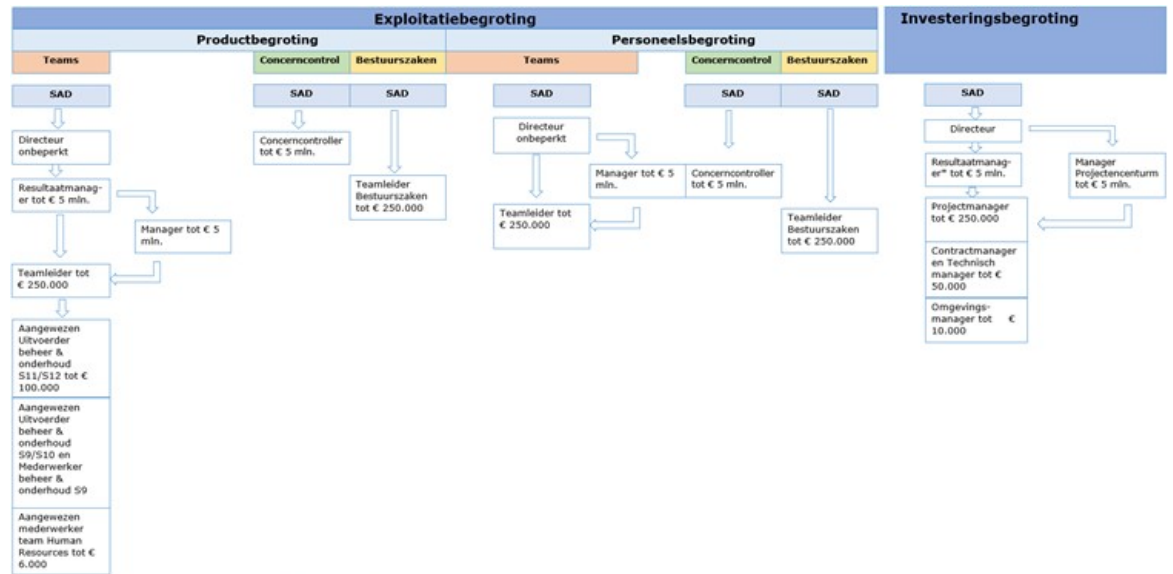 Exploitatiebegroting
Investeringsbegroting
Productbegroting
Personeelsbegroting
Teams
Concerncontrol
Bestuurszaken
Teams
Concerncontrol
Bestuurszaken
SAD
Directeur
onbeperkt
Resultaatmanag-
er tot € 5 mln.
Manager tot € 5
mln.
Teamleider tot
€ 250.000
Aangewezen
Uitvoerder
beheer &
onderhoud
S11/S12 tot €
100.000
Aangewezen
Uitvoerder
beheer &
onderhoud
S9/S10 en
Mederwerker
beheer &
onderhoud S9
Aangewezen
mederwerker
team Human
Resources tot €
6.000
SAD
Concerncontroller
tot € 5 mln.
SAD
Teamleider
Bestuurszaken
tot € 250.000
SAD
Directeur
onbeperkt
Manager tot € 5
mln.
Teamleider tot
€ 250.000
SAD
Concerncontroller
tot € 5 mln.
SAD
Teamleider
Bestuurszaken
tot € 250.000
SAD
Directeur
Resultaatmanag-
er* tot € 5 mln.
Manager
Projectencenturm
tot € 5 mln.
Projectmanager
tot € 250.000
Contractmanager
en Technisch
manager tot €
50.000
Omgevings-
manager tot €
10.000